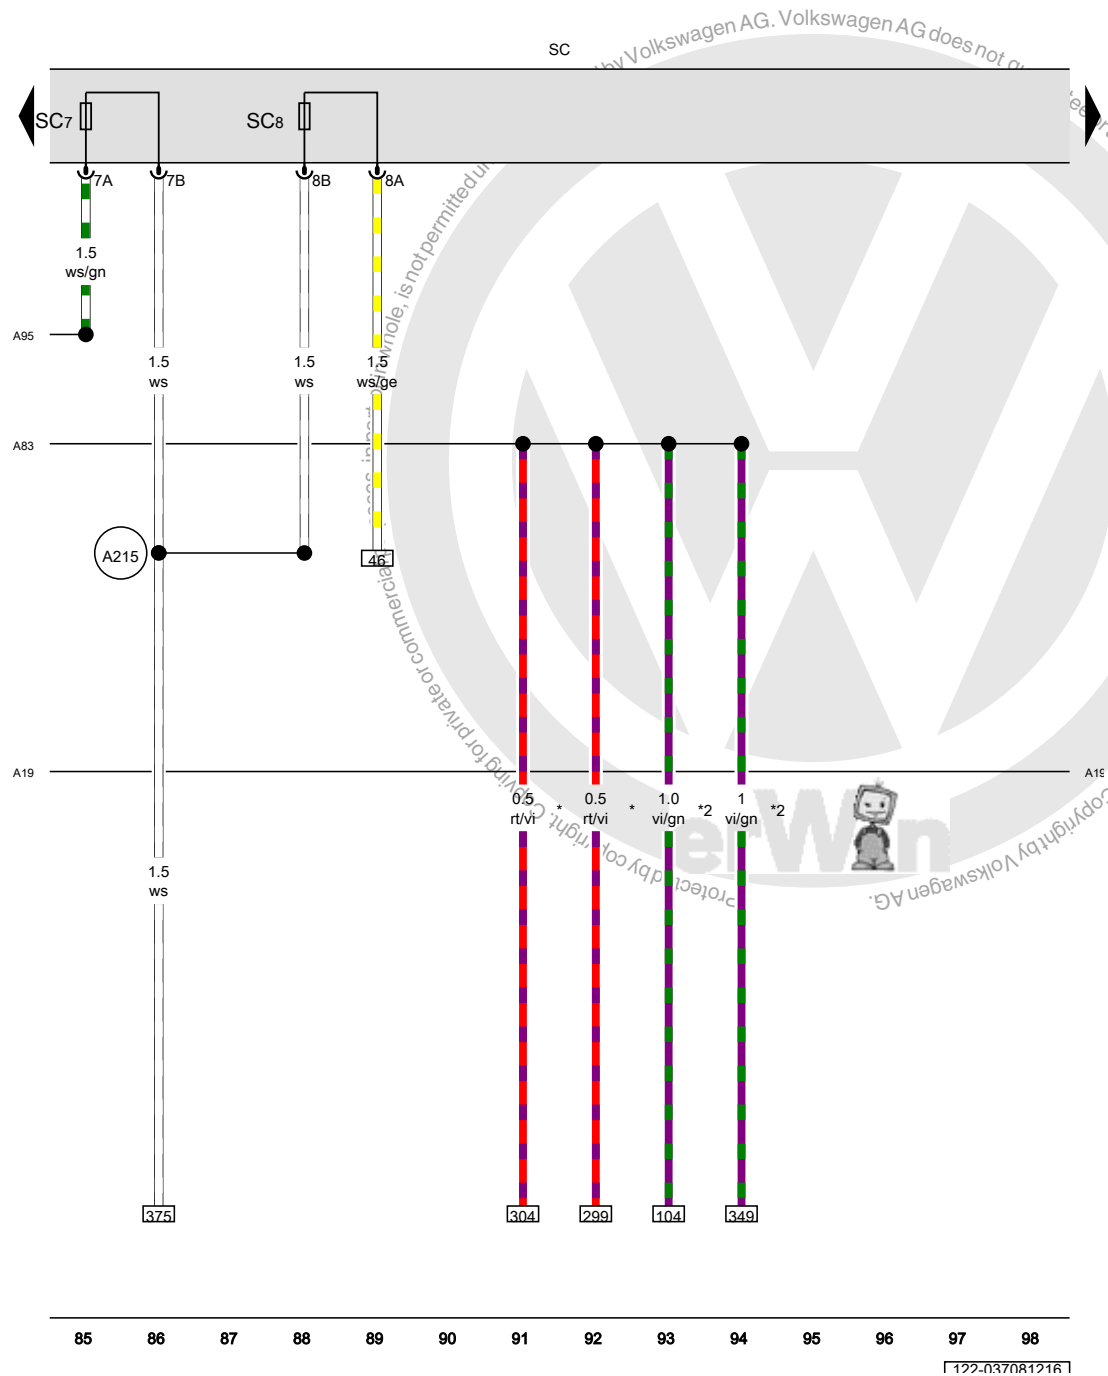 SC
SC7
SC8
7A
7B
8B
8A
1.5
ws/gn
A95
1.5
ws
1.5
ws
1.5
ws/ge
A83
A215
46
A19
A19
0.5
rt/vi
*
0.5
rt/vi
*
1.0
vi/gn
*2
1
vi/gn
*2
1.5
ws
375
304
299
104
349
85 86 87 88 89 90 91 92 93 94 95 96 97 98
122-037081216
erWin
Protected by copyright. Copying for private or commercial
in whole, is not permitted
by Volkswagen AG. Volkswagen AG does not
Copyright by Volkswagen AG.